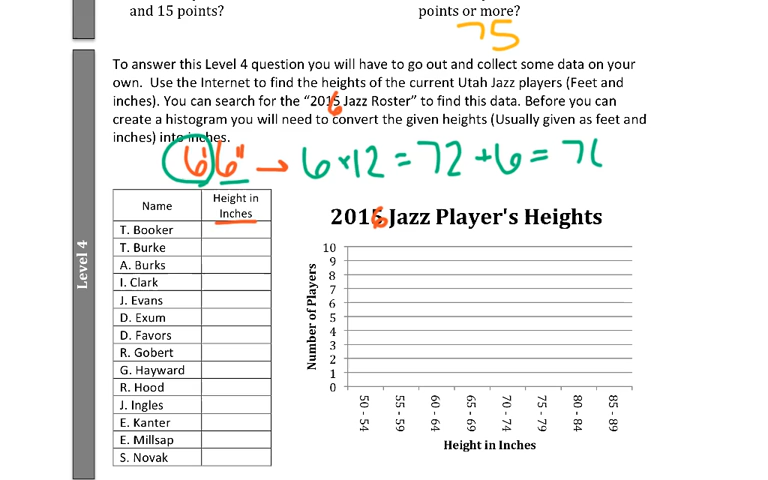 and 15 points?
points or more?
75
To answer this Level 4 question you will have to go out and collect some data on your
own. Use the Internet to find the heights of the current Utah Jazz players (Feet and
inches). You can search for the “2016 Jazz Roster” to find this data. Before you can
create a histogram you will need to convert the given heights (Usually given as feet and
inches) into inches.
6' 6" → 6×12 = 72 +6 = 7
Level 4
Name
Height in
Inches
T. Booker
T. Burke
A. Burks
I. Clark
J. Evans
D. Exum
D. Favors
R. Gobert
G. Hayward
R. Hood
J. Ingles
E. Kanter
E. Millsap
S. Novak
2016 Jazz Player's Heights
Number of Players
10
9
8
7
6
5
4
3
2
1
0
50 - 54
55 - 59
60 - 64
65 - 69
70 - 74
75 - 79
80 - 84
85 - 89
Height in Inches